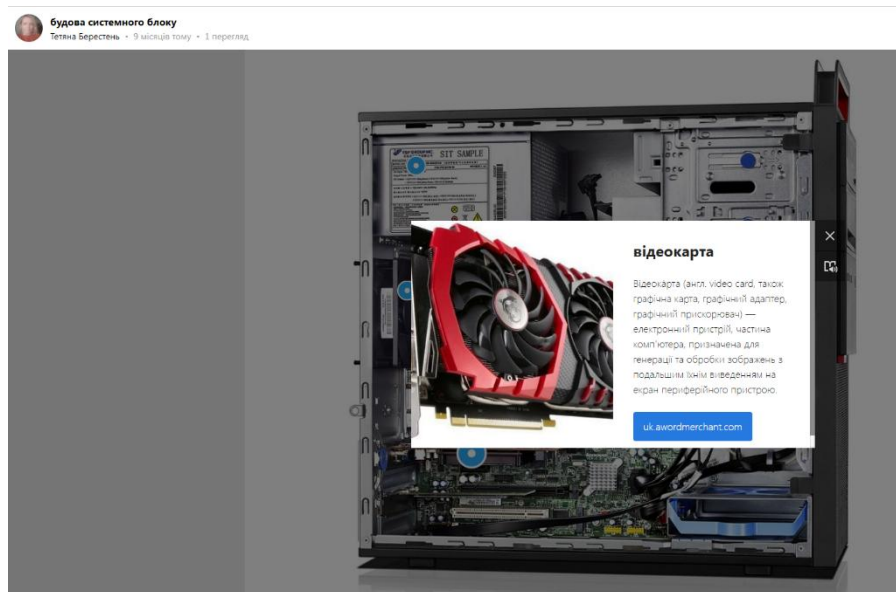 будова системного блоку
Тетяна Берестень • 9 місяців тому • 1 перегляд
SIT SAMPLE
відеокарта
Відеокарта (англ. video card, також
графічна карта, графічний адаптер,
графічний прискорювач) —
електронний пристрій, частина
комп'ютера, призначена для
генерації та обробки зображень з
подальшим їхнім виведенням на
екран периферійного пристрою.
uk.awordmerchant.com